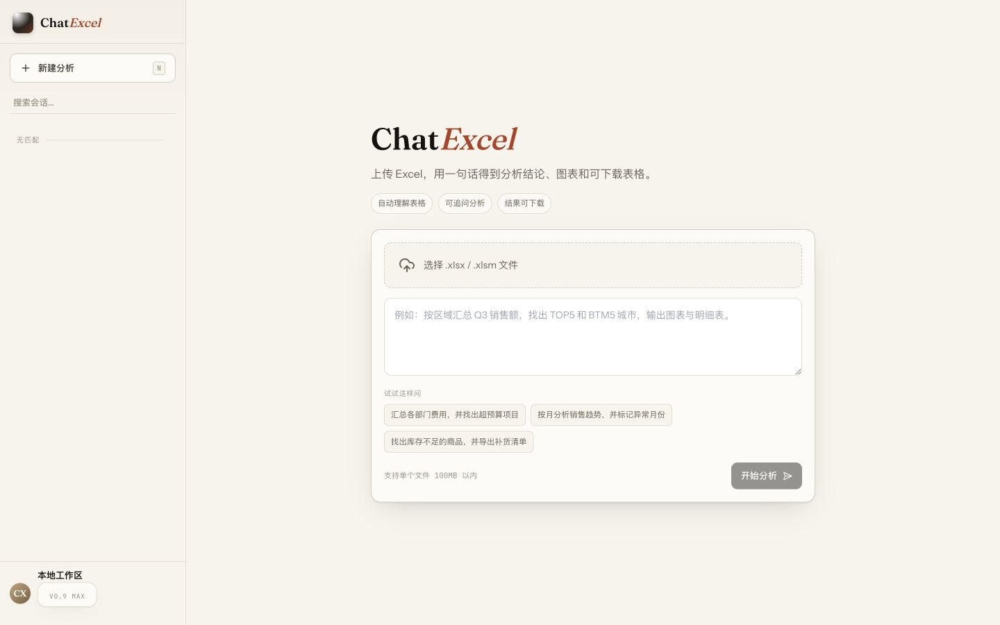 ChatExcel
新建分析
N
搜索会话...
无匹配
ChatExcel
上传 Excel，用一句话得到分析结论、图表和可下载表格。
自动理解表格
可追问分析
结果可下载
选择 .xlsx / .xlsm 文件
例如：按区域汇总 Q3 销售额，找出 TOP5 和 BTM5 城市，输出图表与明细表。
试试这样问
汇总各部门费用，并找出超预算项目
按月分析销售趋势，并标记异常月份
找出库存不足的商品，并导出补货清单
支持单个文件 100MB 以内
开始分析
本地工作区
CX
V0.9 MAX